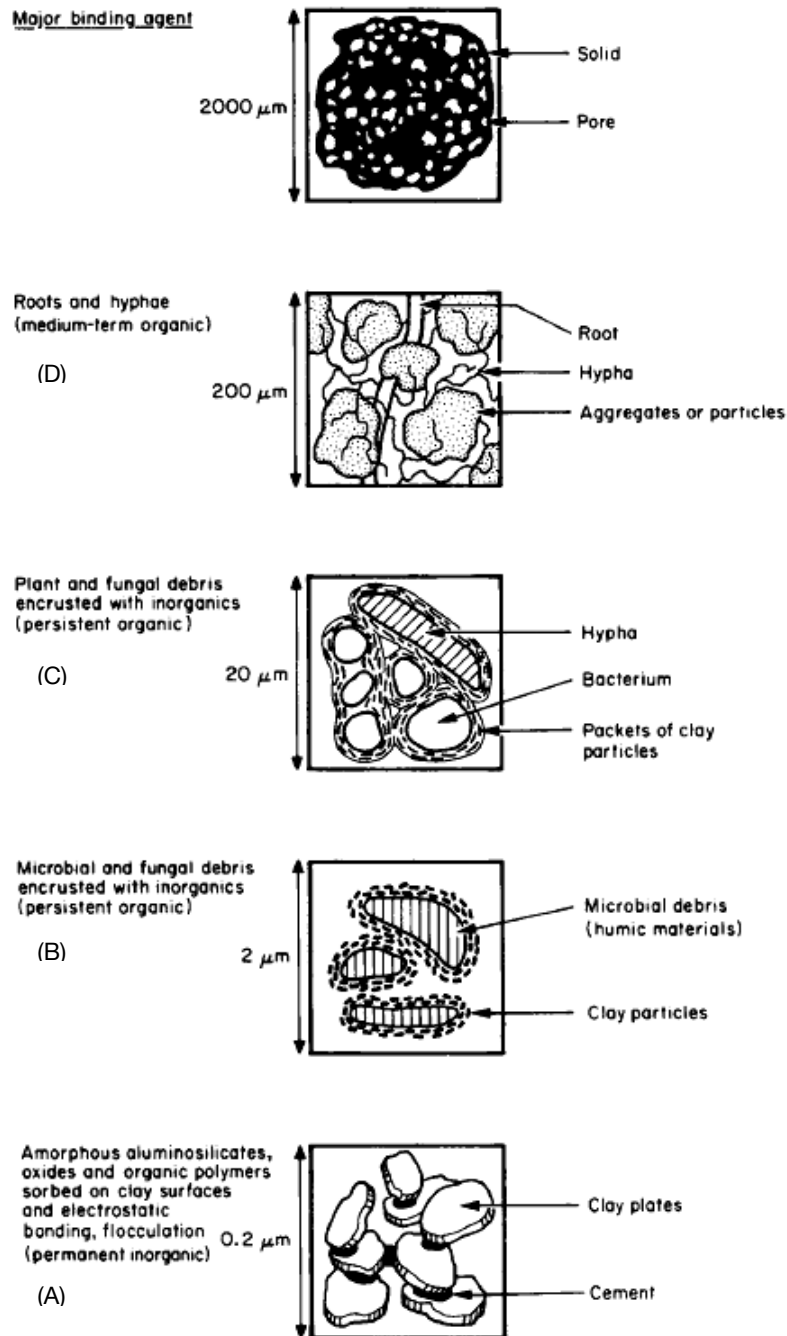 Major binding agent
Solid
2000 μm
Pore
Roots and hyphae
(medium-term organic)
Root
(D)
Hypha
200 μm
Aggregates or particles
Plant and fungal debris
encrusted with inorganics
(persistent organic)
Hypha
(C)
20 μm
Bacterium
Packets of clay
particles
Microbial and fungal debris
encrusted with inorganics
(persistent organic)
Microbial debris
(humic materials)
(B)
2 μm
Clay particles
Amorphous aluminosilicates,
oxides and organic polymers
sorbed on clay surfaces
and electrostatic
bonding, flocculation
(permanent inorganic)
0.2 μm
Clay plates
(A)
Cement